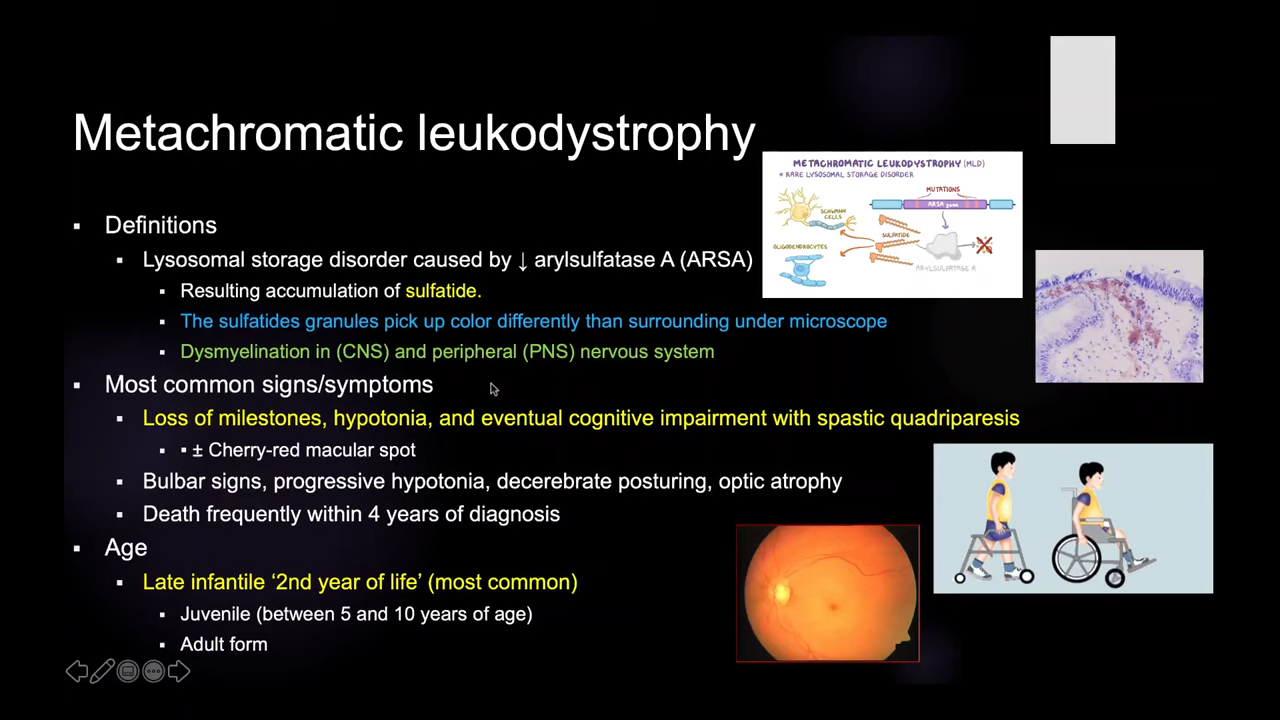 Metachromatic leukodystrophy
METACHROMATIC LEUKODYSTROPHY (MLD)
* RARE LYSOSOMAL STORAGE DISORDER
MUTATIONS
ARSA gene
SCHWANN
CELLS
SULFATIDE
OLIGODENDROCYTES
ARYLSULFATASE A
▪ Definitions
▪ Lysosomal storage disorder caused by ↓ arylsulfatase A (ARSA)
▪ Resulting accumulation of sulfatide.
▪ The sulfatides granules pick up color differently than surrounding under microscope
▪ Dysmyelination in (CNS) and peripheral (PNS) nervous system
▪ Most common signs/symptoms
▪ Loss of milestones, hypotonia, and eventual cognitive impairment with spastic quadriparesis
▪ ▪ ± Cherry-red macular spot
▪ Bulbar signs, progressive hypotonia, decerebrate posturing, optic atrophy
▪ Death frequently within 4 years of diagnosis
▪ Age
▪ Late infantile ‘2nd year of life’ (most common)
▪ Juvenile (between 5 and 10 years of age)
▪ Adult form